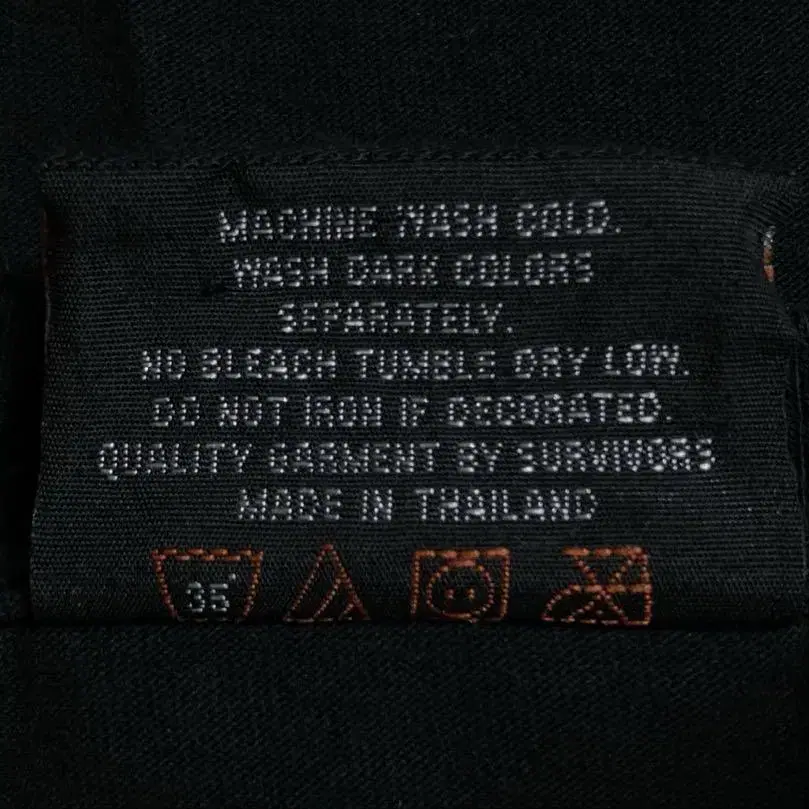 MACHINE WASH COLD.
WASH DARK COLORS
SEPARATELY.
NO BLEACH TUMBLE DRY LOW.
DO NOT IRON IF DECORATED.
QUALITY GARMENT BY SURVIVORS
MADE IN THAILAND
35°